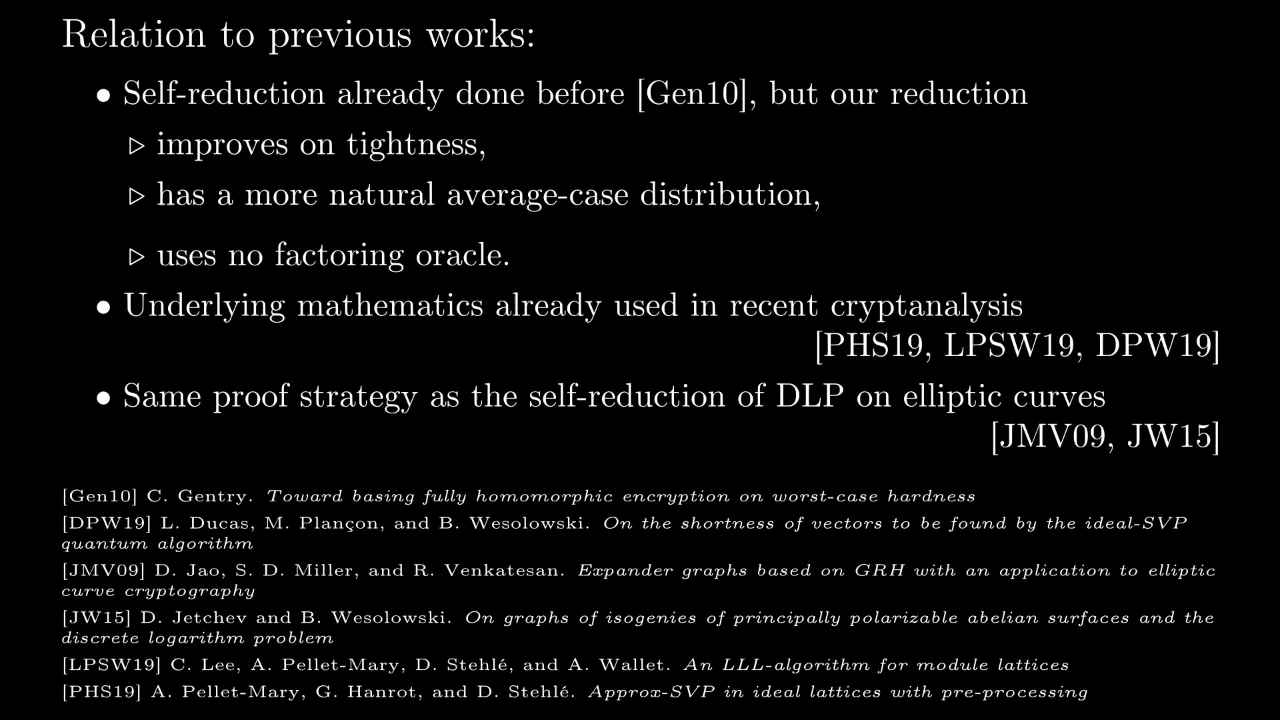 Relation to previous works:
• Self-reduction already done before [Gen10], but our reduction
▷ improves on tightness,
▷ has a more natural average-case distribution,
▷ uses no factoring oracle.
• Underlying mathematics already used in recent cryptanalysis
[PHS19, LPSW19, DPW19]
• Same proof strategy as the self-reduction of DLP on elliptic curves
[JMV09, JW15]
[Gen10] C. Gentry. Toward basing fully homomorphic encryption on worst-case hardness
[DPW19] L. Ducas, M. Plançon, and B. Wesolowski. On the shortness of vectors to be found by the ideal-SVP
quantum algorithm
[JMV09] D. Jao, S. D. Miller, and R. Venkatesan. Expander graphs based on GRH with an application to elliptic
curve cryptography
[JW15] D. Jetchev and B. Wesolowski. On graphs of isogenies of principally polarizable abelian surfaces and the
discrete logarithm problem
[LPSW19] C. Lee, A. Pellet-Mary, D. Stehlé, and A. Wallet. An LLL-algorithm for module lattices
[PHS19] A. Pellet-Mary, G. Hanrot, and D. Stehlé. Approx-SVP in ideal lattices with pre-processing